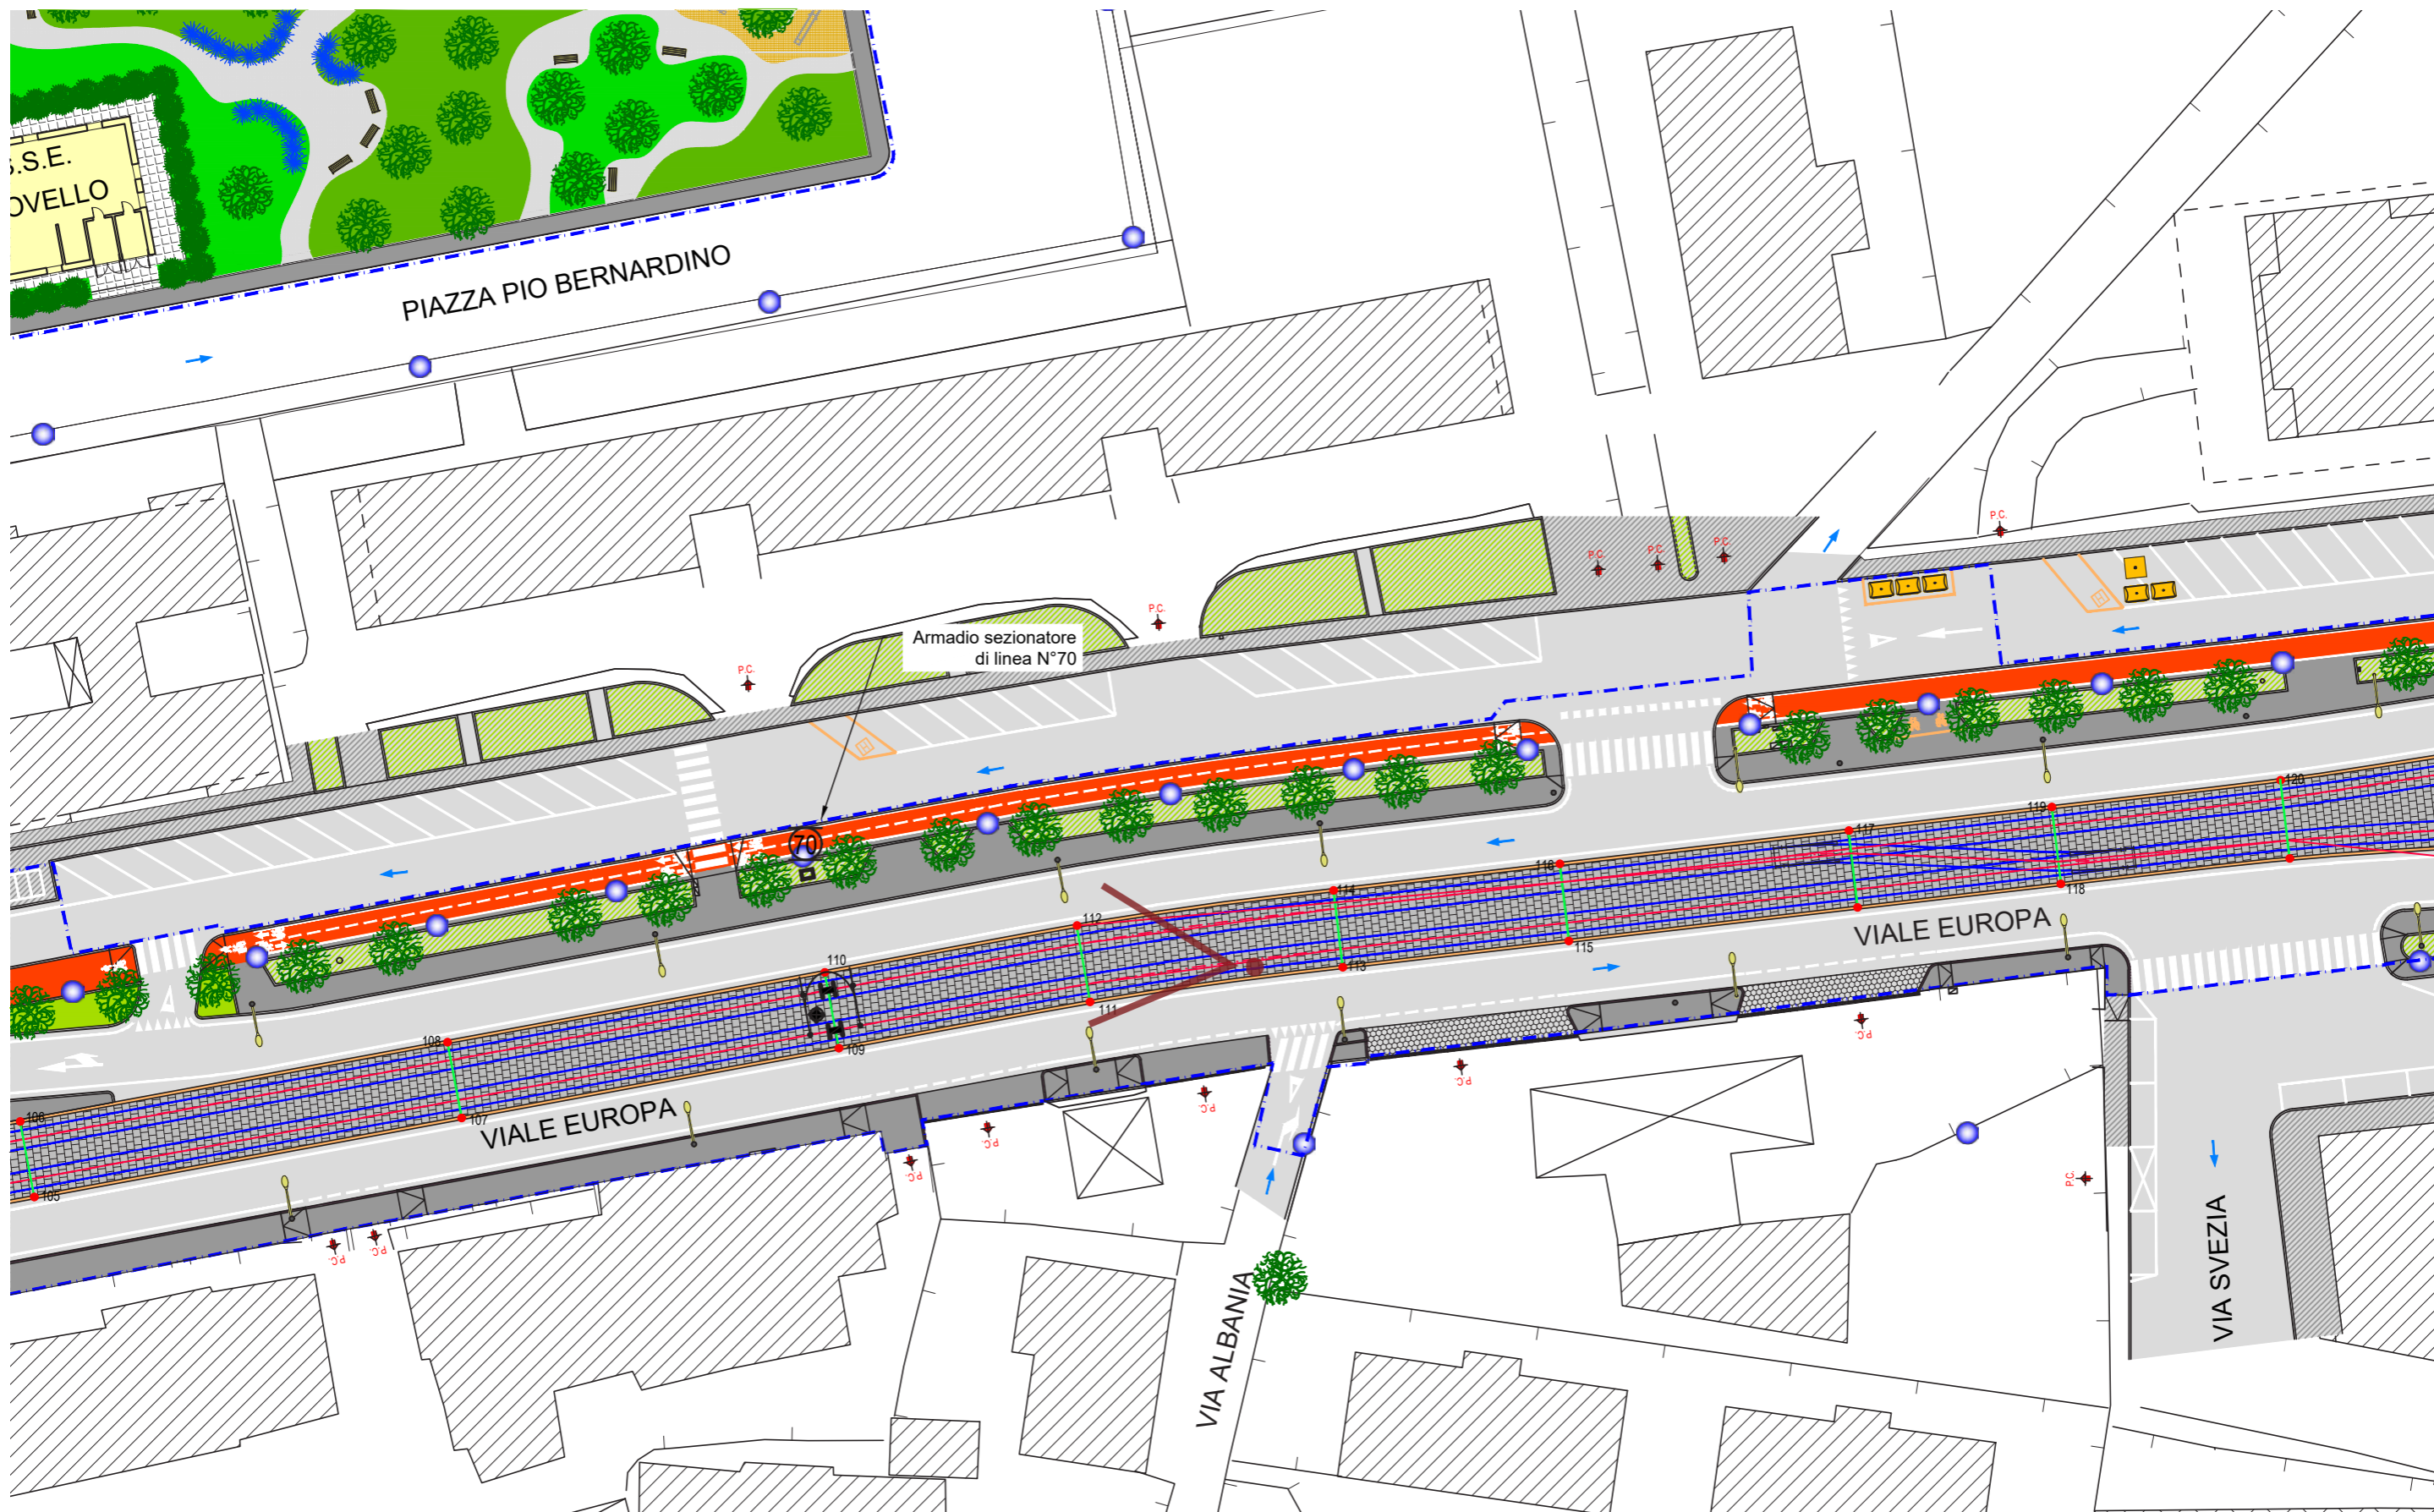 S.S.E.
OVELLO
PIAZZA PIO BERNARDINO
P.C.
P.C.
P.C.
P.C.
P.C.
P.C.
Armadio sezionatore
di linea N°70
H
H
70
120
119
117
118
116
115
114
113
112
111
110
109
108
107
106
105
VIALE EUROPA
VIALE EUROPA
P.C.
P.C.
P.C.
P.C.
P.C.
P.C.
P.C.
P.C.
VIA ALBANIA
VIA SVEZIA